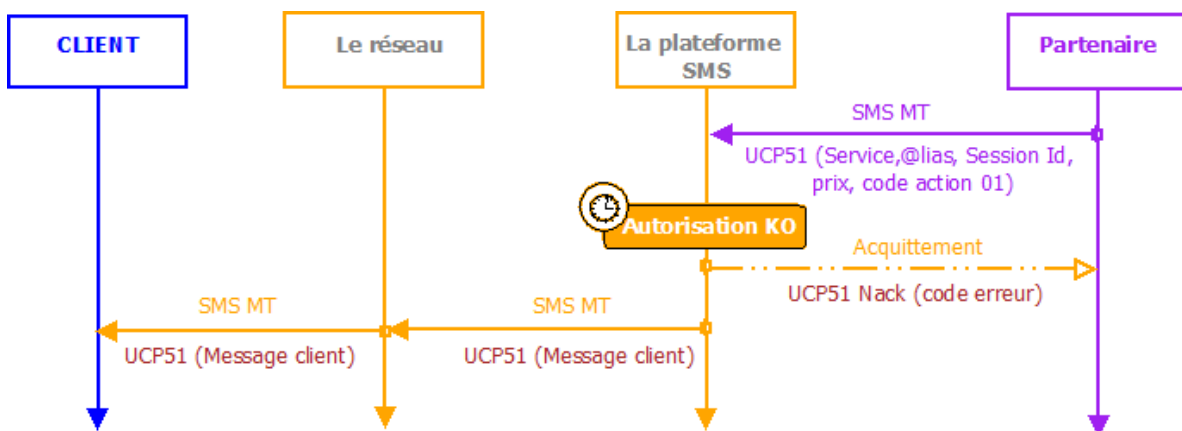 CLIENT
Le réseau
La plateforme
SMS
Partenaire
SMS MT
UCP51 (Service,@lias, Session Id,
prix, code action 01)
Autorisation KO
Acquittement
UCP51 Nack (code erreur)
SMS MT
SMS MT
UCP51 (Message client)
UCP51 (Message client)